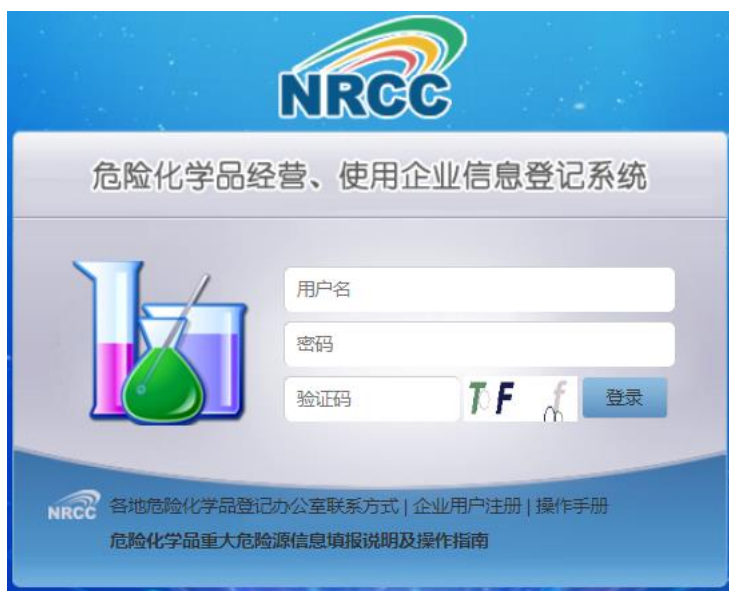 NRCC
危险化学品经营、使用企业信息登记系统
用户名
密码
验证码
登录
NRCC 各地危险化学品登记办公室联系方式 | 企业用户注册 | 操作手册
危险化学品重大危险源信息填报说明及操作指南